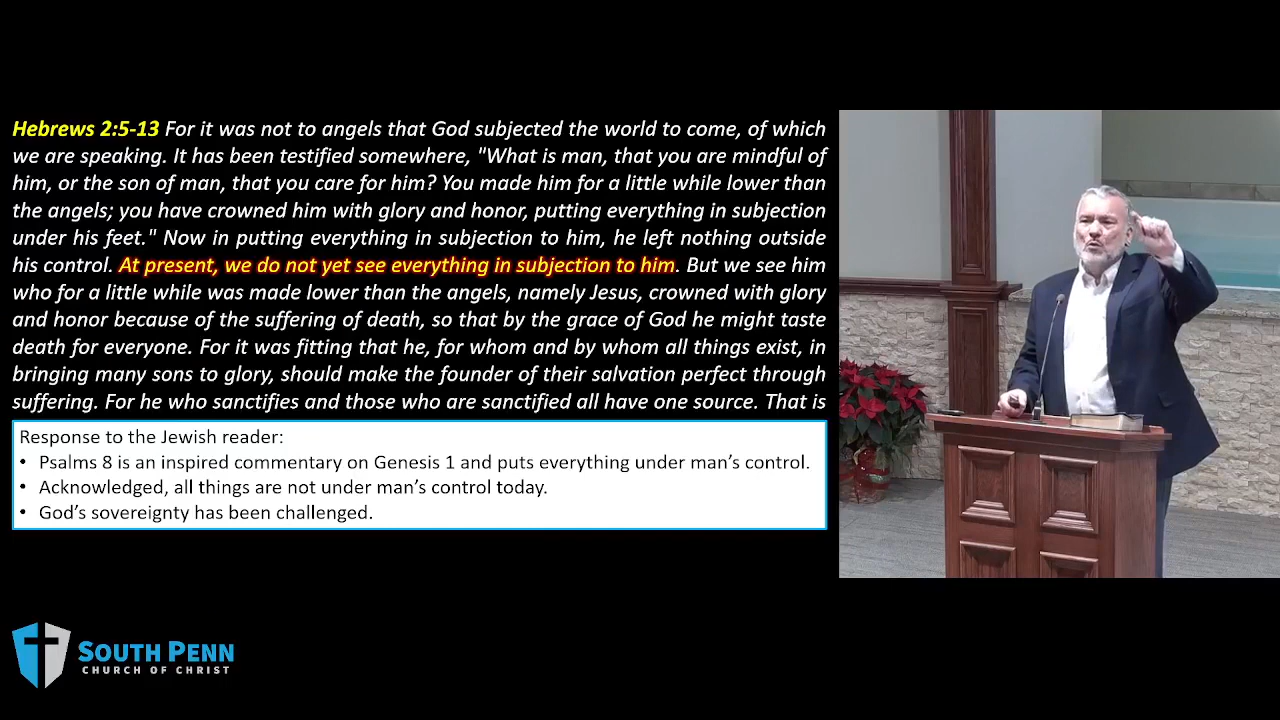 Hebrews 2:5-13 For it was not to angels that God subjected the world to come, of which
we are speaking. It has been testified somewhere, "What is man, that you are mindful of
him, or the son of man, that you care for him? You made him for a little while lower than
the angels; you have crowned him with glory and honor, putting everything in subjection
under his feet." Now in putting everything in subjection to him, he left nothing outside
his control. At present, we do not yet see everything in subjection to him. But we see him
who for a little while was made lower than the angels, namely Jesus, crowned with glory
and honor because of the suffering of death, so that by the grace of God he might taste
death for everyone. For it was fitting that he, for whom and by whom all things exist, in
bringing many sons to glory, should make the founder of their salvation perfect through
suffering. For he who sanctifies and those who are sanctified all have one source. That is
Response to the Jewish reader:
• Psalms 8 is an inspired commentary on Genesis 1 and puts everything under man's control.
• Acknowledged, all things are not under man's control today.
• God's sovereignty has been challenged.
SOUTH PENN
CHURCH OF CHRIST